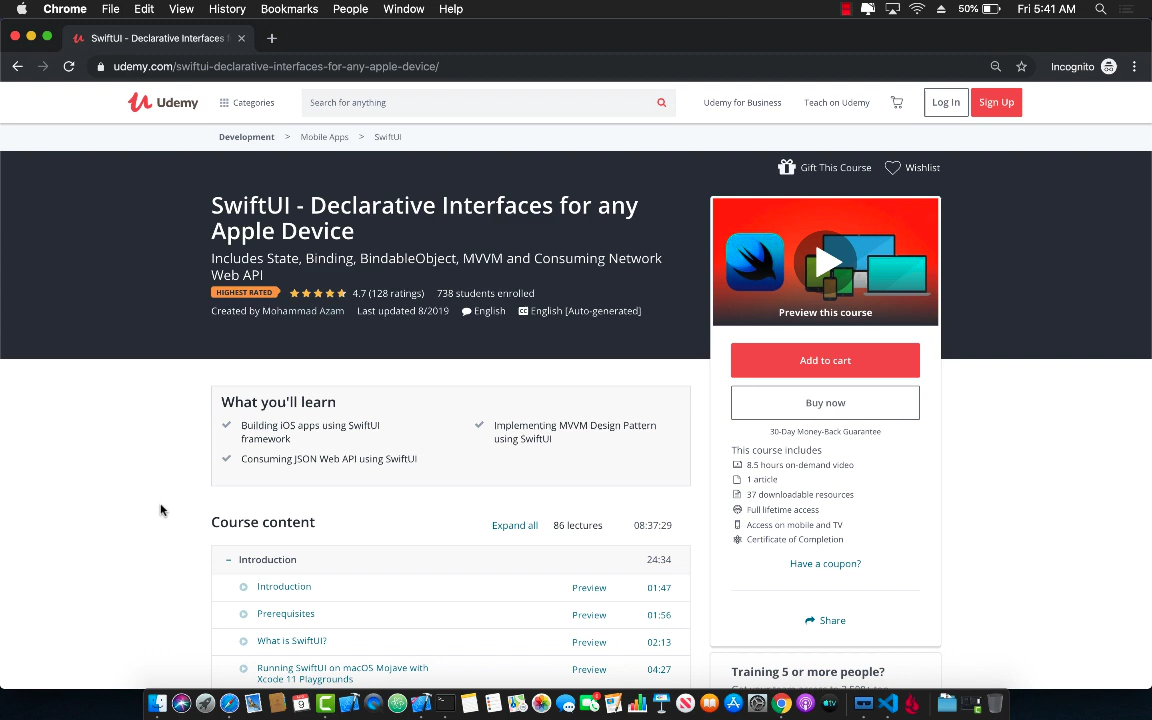 Chrome File Edit View History Bookmarks People Window Help 50% Fri 5:41 AM
SwiftUI - Declarative Interfaces f
udemy.com/swiftui-declarative-interfaces-for-any-apple-device/ Incognito
Udemy Categories Search for anything Udemy for Business Teach on Udemy Log In Sign Up
Development > Mobile Apps > SwiftUI
Gift This Course Wishlist
SwiftUI - Declarative Interfaces for any
Apple Device
Includes State, Binding, BindableObject, MVVM and Consuming Network
Web API
HIGHEST RATED 4.7 (128 ratings) 738 students enrolled
Created by Mohammad Azam Last updated 8/2019 English English [Auto-generated]
Preview this course
Add to cart
Buy now
30-Day Money-Back Guarantee
This course includes
8.5 hours on-demand video
1 article
37 downloadable resources
Full lifetime access
Access on mobile and TV
Certificate of Completion
Have a coupon?
Share
Training 5 or more people?
What you'll learn
Building iOS apps using SwiftUI
framework
Implementing MVVM Design Pattern
using SwiftUI
Consuming JSON Web API using SwiftUI
Course content Expand all 86 lectures 08:37:29
Introduction 24:34
Introduction Preview 01:47
Prerequisites Preview 01:56
What is SwiftUI? Preview 02:13
Running SwiftUI on macOS Mojave with
Xcode 11 Playgrounds Preview 04:27